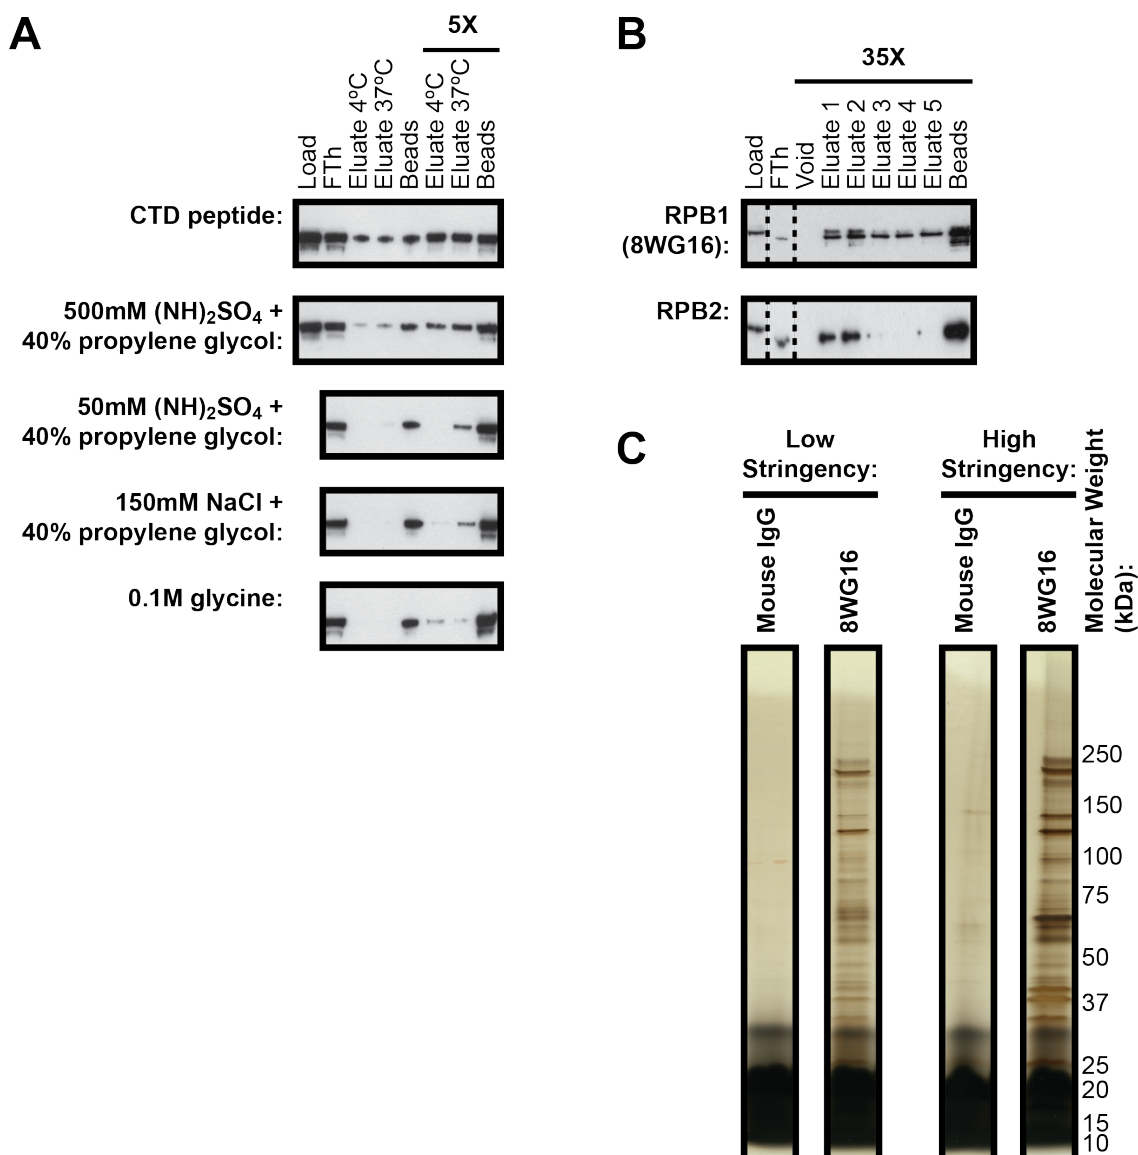 A
5X
Load
FTh
Eluate 4ºC
Eluate 37ºC
Beads
Eluate 4ºC
Eluate 37ºC
Beads
CTD peptide:
500mM (NH)₂SO₄ +
40% propylene glycol:
50mM (NH)₂SO₄ +
40% propylene glycol:
150mM NaCl +
40% propylene glycol:
0.1M glycine:
B
35X
Load
FTh
Void
Eluate 1
Eluate 2
Eluate 3
Eluate 4
Eluate 5
Beads
RPB1
(8WG16):
RPB2:
C
Low
Stringency:
High
Stringency:
Mouse IgG
8WG16
Mouse IgG
8WG16
Molecular Weight
(kDa):
250
150
100
75
50
37
25
20
15
10